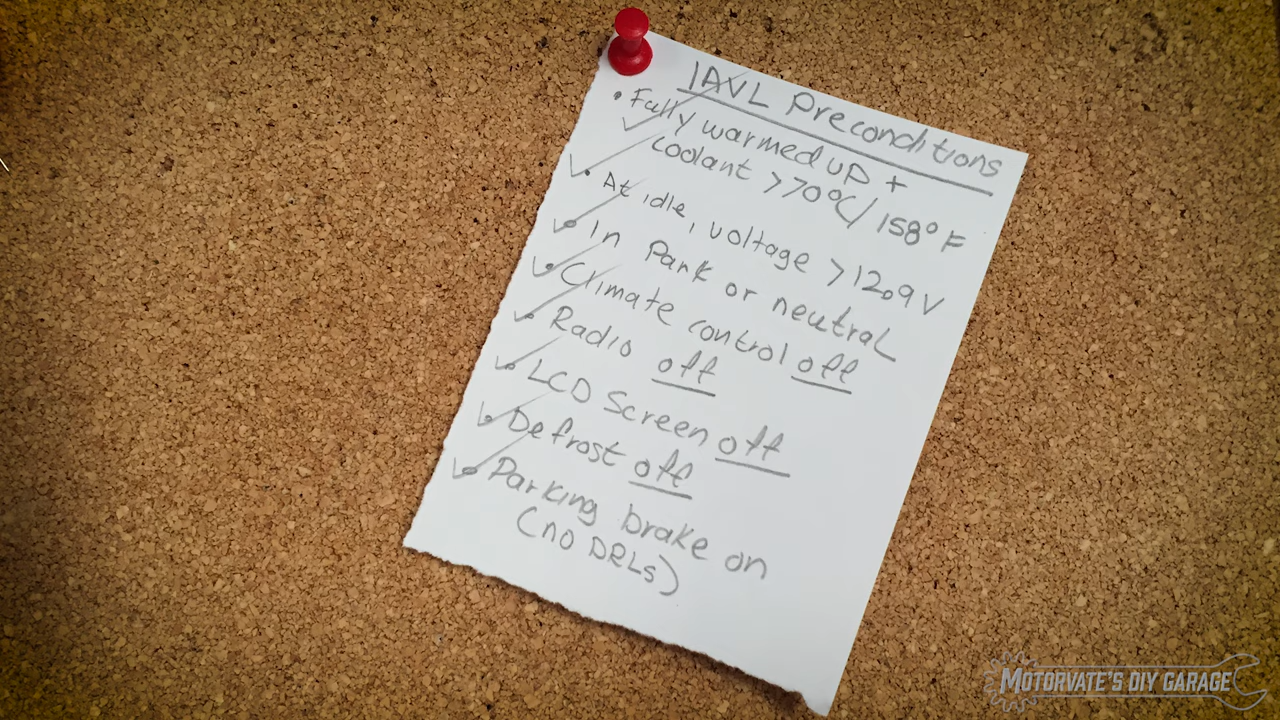 IAVL Preconditions
• Fully warmed up +
Coolant >70°C/158°F
• At idle, voltage >12.9V
• In Park or neutral
• Climate control off
• Radio off
• LCD Screen off
• Defrost off
• Parking brake on
(no DRLs)
MOTORVATE'S DIY GARAGE